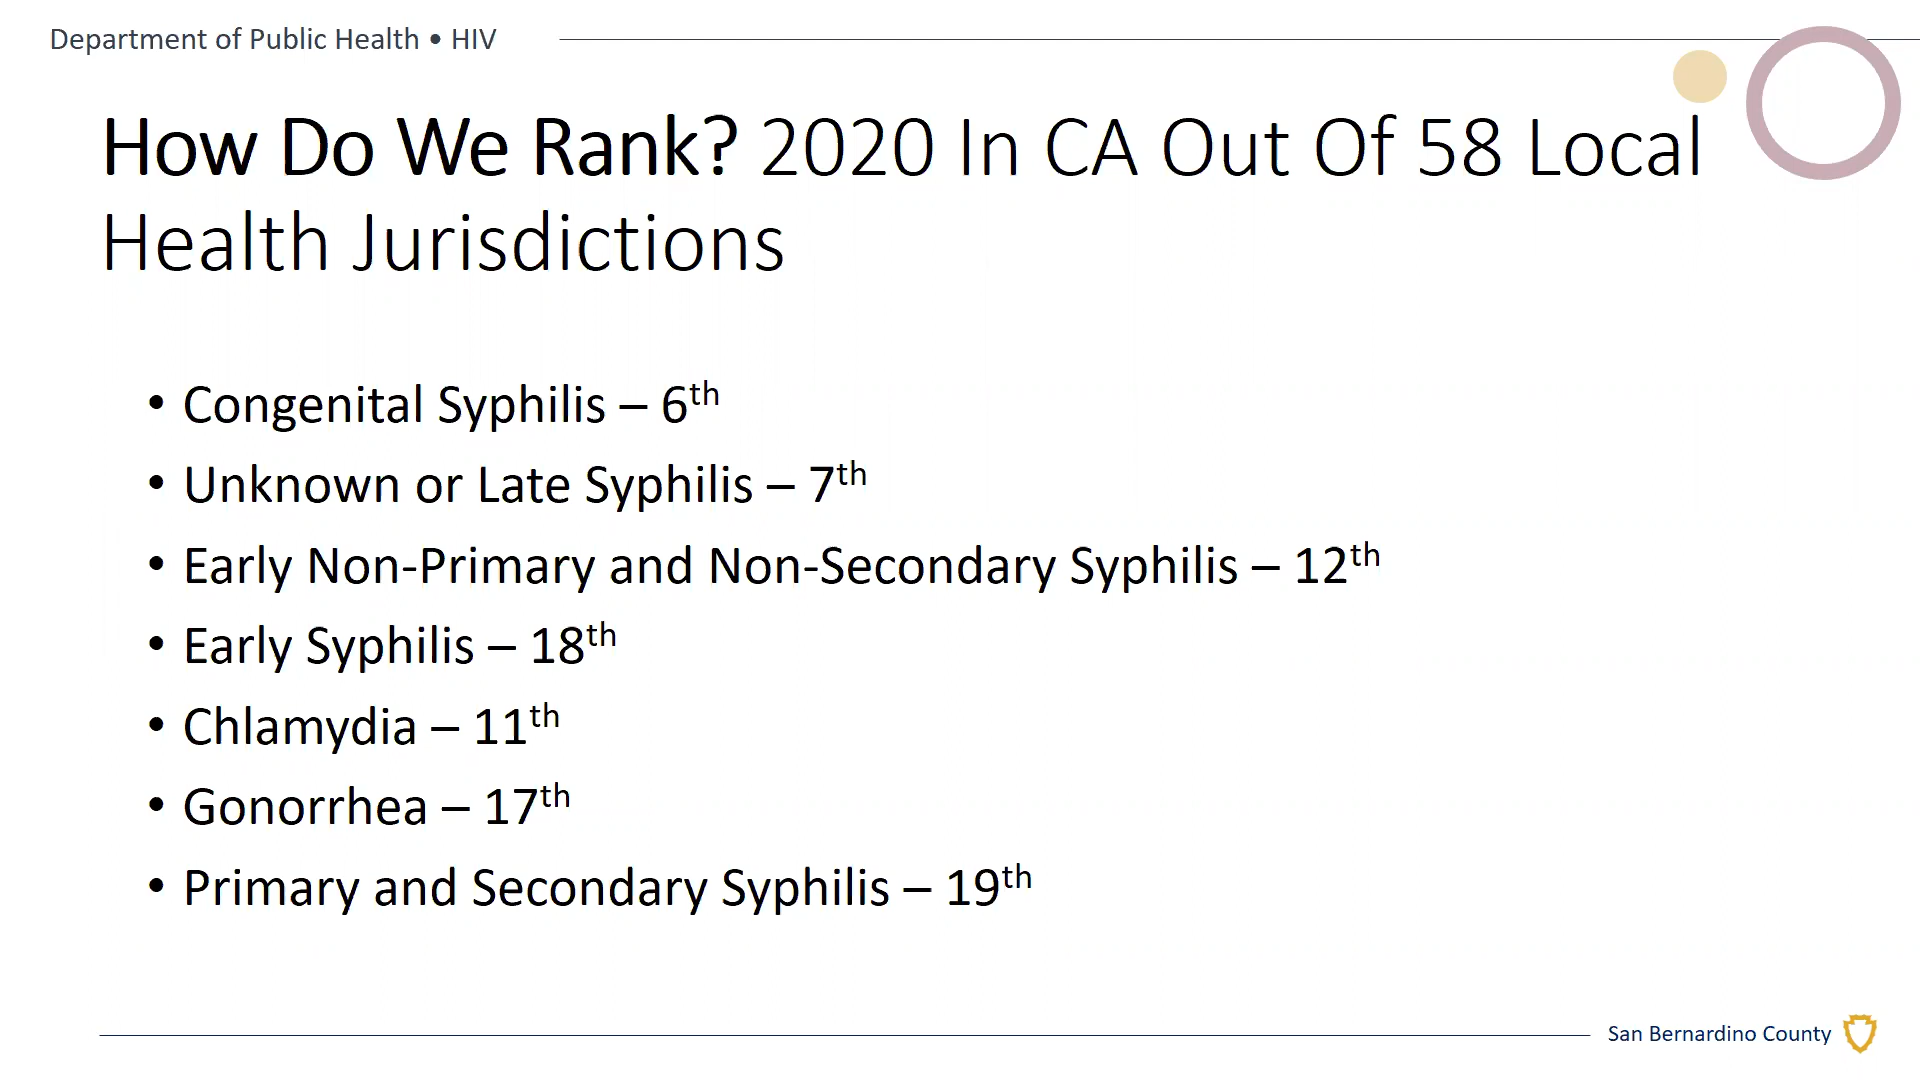 Department of Public Health • HIV
How Do We Rank? 2020 In CA Out Of 58 Local
Health Jurisdictions
• Congenital Syphilis – 6th
• Unknown or Late Syphilis – 7th
• Early Non-Primary and Non-Secondary Syphilis – 12th
• Early Syphilis – 18th
• Chlamydia – 11th
• Gonorrhea – 17th
• Primary and Secondary Syphilis – 19th
San Bernardino County